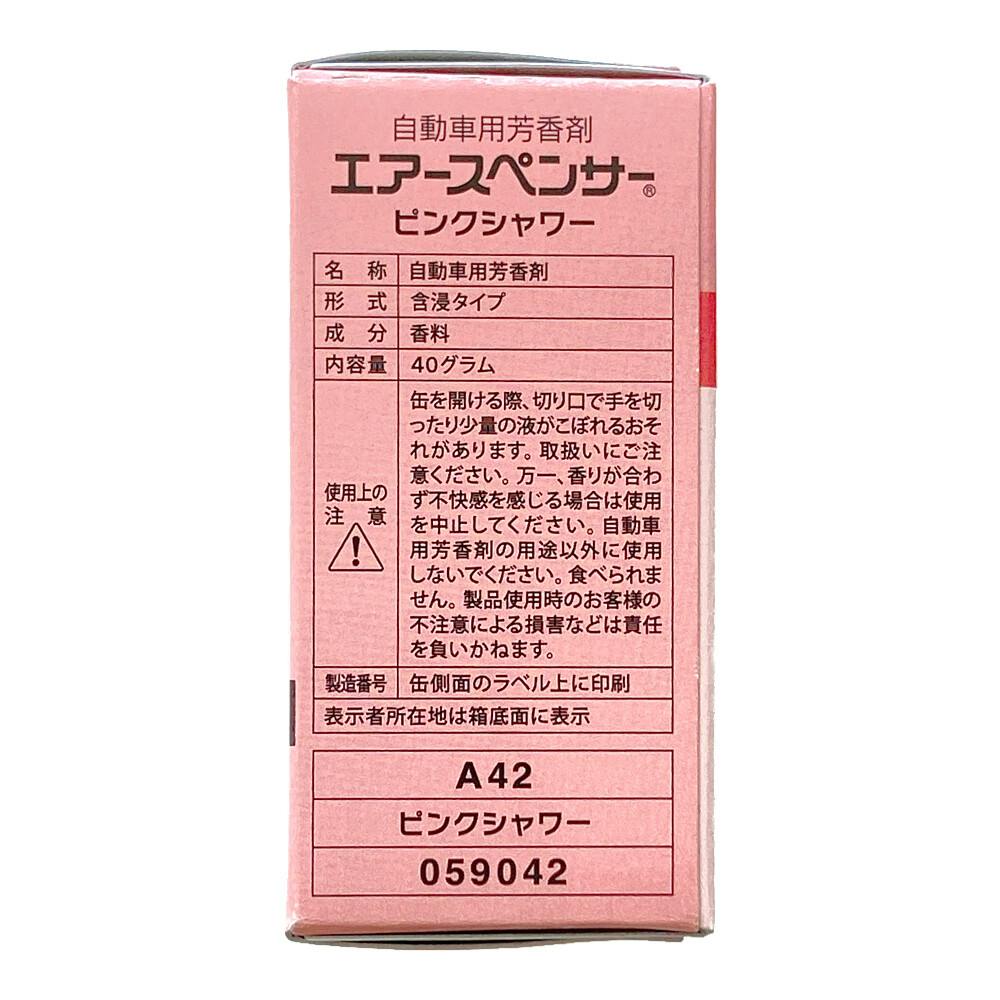 自動車用芳香剤
エアースペンサー®
ピンクシャワー
名称 自動車用芳香剤
形式 含浸タイプ
成分 香料
内容量 40グラム
使用上の
注意
缶を開ける際、切り口で手を切
ったり少量の液がこぼれるおそ
れがあります。取扱いにご注
意ください。万一、香りが合わ
ず不快感を感じる場合は使用
を中止してください。自動車
用芳香剤の用途以外に使用
しないでください。食べられま
せん。製品使用時のお客様の
不注意による損害などは責任
を負いかねます。
製造番号 缶側面のラベル上に印刷
表示者所在地は箱底面に表示
A42
ピンクシャワー
059042